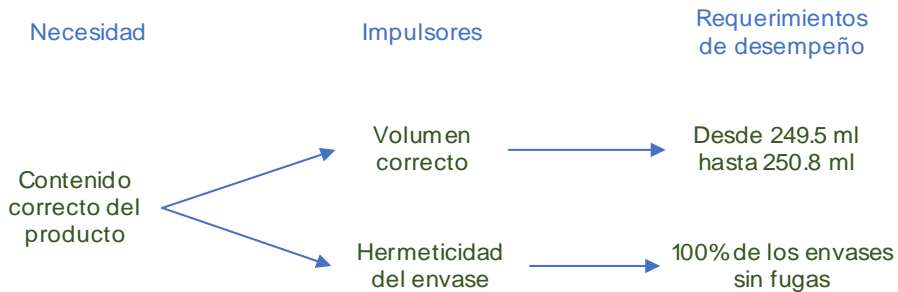 Necesidad
Impulsores
Requerimientos
de desempeño
Contenido
correcto del
producto
Volumen
correcto
Desde 249.5 ml
hasta 250.8 ml
Hermeticidad
del envase
100% de los envases
sin fugas